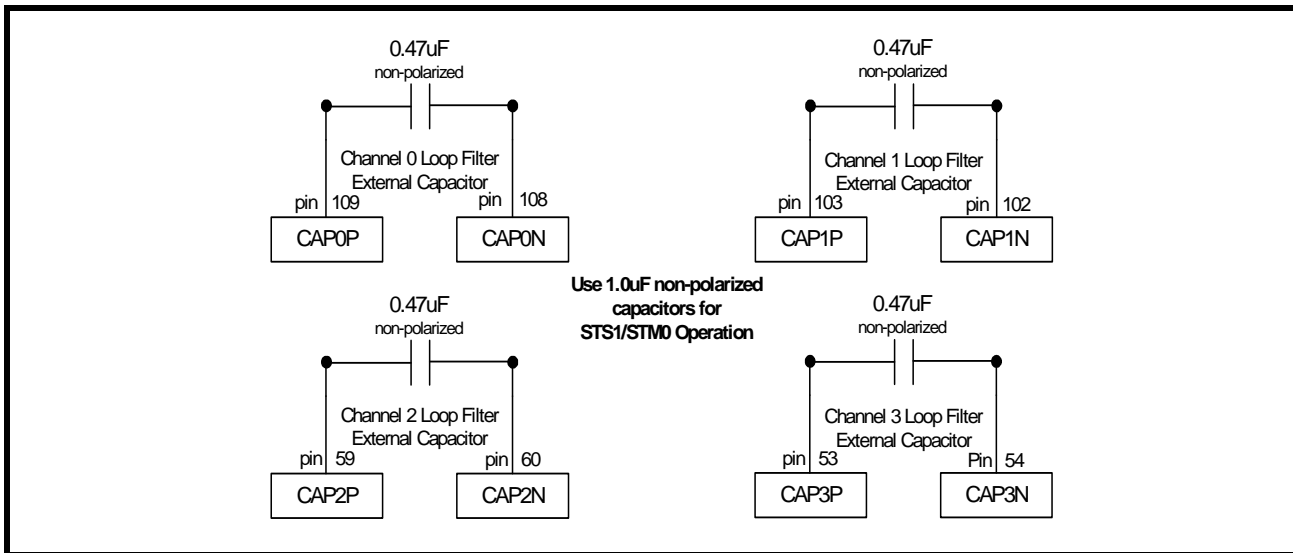 0.47uF
non-polarized
Channel 0 Loop Filter
External Capacitor
pin 109
pin 108
CAP0P
CAP0N
0.47uF
non-polarized
Channel 1 Loop Filter
External Capacitor
pin 103
pin 102
CAP1P
CAP1N
Use 1.0uF non-polarized
capacitors for
STS1/STM0 Operation
0.47uF
non-polarized
Channel 2 Loop Filter
External Capacitor
pin 59
pin 60
CAP2P
CAP2N
0.47uF
non-polarized
Channel 3 Loop Filter
External Capacitor
pin 53
Pin 54
CAP3P
CAP3N